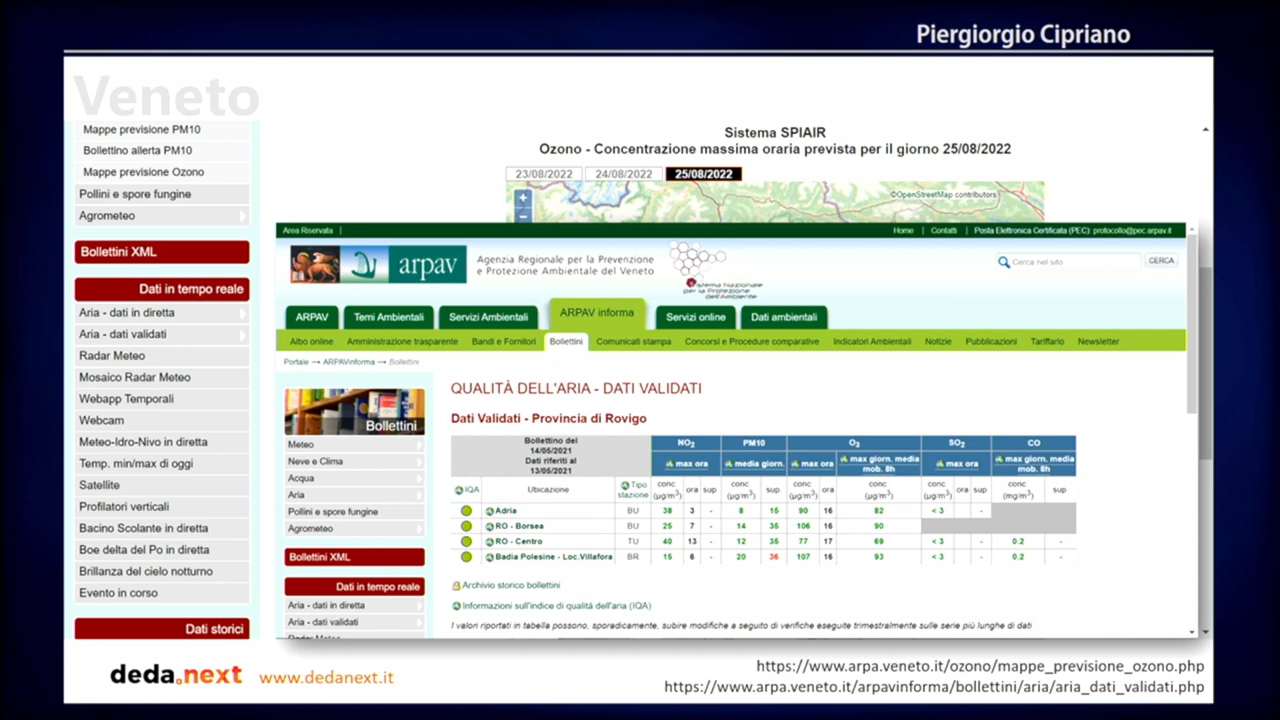 Piergiorgio Cipriano
Veneto
Mappe previsione PM10
Bollettino allerta PM10
Mappe previsione Ozono
Pollini e spore fungine
Agrometeo
Bollettini XML
Dati in tempo reale
Aria - dati in diretta
Aria - dati validati
Radar Meteo
Mosaico Radar Meteo
Webapp Temporali
Webcam
Meteo-Idro-Nivo in diretta
Temp. min/max di oggi
Satellite
Profilatori verticali
Bacino Scolante in diretta
Boe delta del Po in diretta
Brillanza del cielo notturno
Evento in corso
Dati storici
Sistema SPIAIR
Ozono - Concentrazione massima oraria prevista per il giorno 25/08/2022
23/08/2022 24/08/2022 25/08/2022
+
−
©OpenStreetMap contributors
Area Riservata | Home | Contatti | Posta Elettronica Certificata (PEC): protocollo@pec.arpav.it
arpav
Agenzia Regionale per la Prevenzione
e Protezione Ambientale del Veneto
Sistema Nazionale
per la Protezione
dell'Ambiente
Cerca nel sito CERCA
ARPAV Temi Ambientali Servizi Ambientali ARPAV informa Servizi online Dati ambientali
Albo online Amministrazione trasparente Bandi e Fornitori Bollettini Comunicati stampa Concorsi e Procedure comparative Indicatori Ambientali Notizie Pubblicazioni Tariffario Newsletter
Portale → ARPAVinforma → Bollettini
Bollettini
Meteo
Neve e Clima
Acqua
Aria
Pollini e spore fungine
Agrometeo
Bollettini XML
Dati in tempo reale
Aria - dati in diretta
Aria - dati validati
Radar Meteo
QUALITÀ DELL'ARIA - DATI VALIDATI
Dati Validati - Provincia di Rovigo
Bollettino del
14/05/2021
Dati riferiti al
13/05/2021
NO2 PM10 O3 SO2 CO
max ora media giorn. max ora max giorn. media mob. 8h max ora max giorn. media mob. 8h
IQA Ubicazione Tipo stazione conc (µg/m³) ora sup conc (µg/m³) sup conc (µg/m³) ora conc (µg/m³) conc (µg/m³) ora sup conc (mg/m³) sup
Adria BU 38 3 - 8 15 90 16 82 < 3 -
RO - Borsea BU 25 7 - 14 35 106 16 90
RO - Centro TU 40 13 - 12 35 77 17 69 < 3 - 0.2 -
Badia Polesine - Loc.Villafora BR 15 6 - 20 36 107 16 93 < 3 - 0.2 -
Archivio storico bollettini
Informazioni sull'indice di qualità dell'aria (IQA)
I valori riportati in tabella possono, sporadicamente, subire modifiche a seguito di verifiche eseguite trimestralmente sulle serie più lunghe di dati
deda.next www.dedanext.it
https://www.arpa.veneto.it/ozono/mappe_previsione_ozono.php
https://www.arpa.veneto.it/arpavinforma/bollettini/aria/aria_dati_validati.php